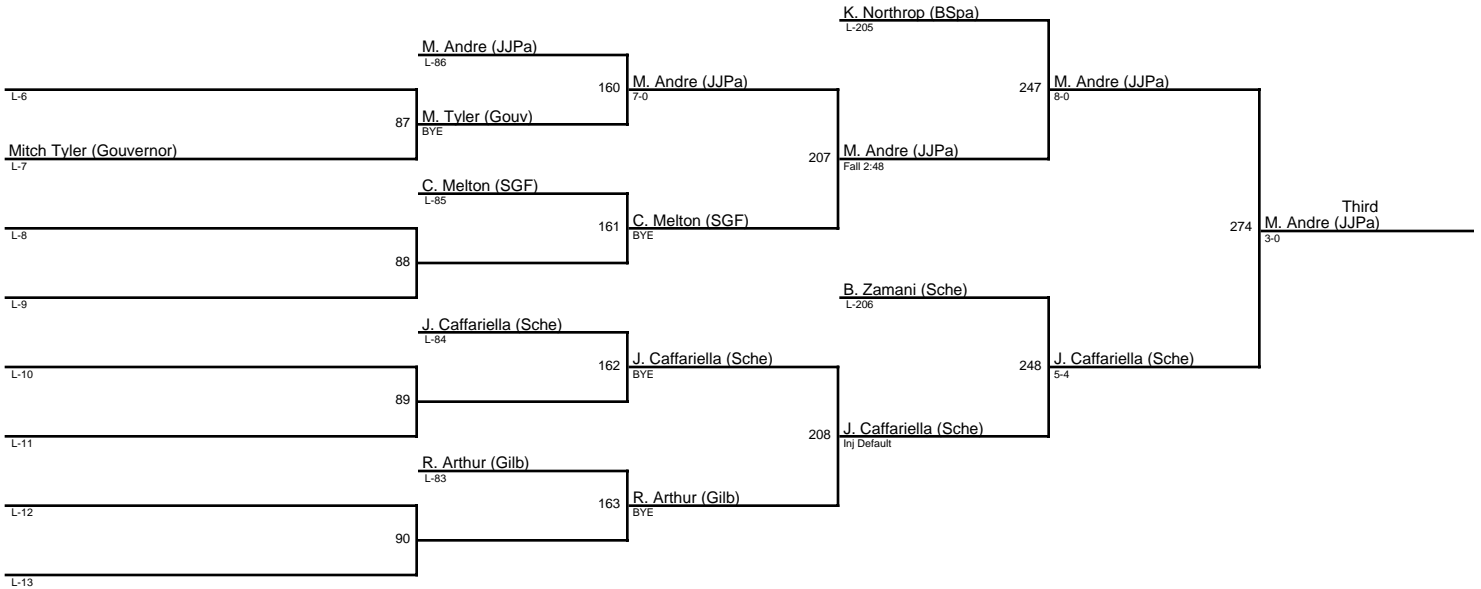 K. Northrop (BSpa)
L-205
M. Andre (JJPa)
L-86
L-6
160
M. Andre (JJPa)
7-0
247
M. Andre (JJPa)
8-0
87
M. Tyler (Gouv)
BYE
Mitch Tyler (Gouvernor)
L-7
207
M. Andre (JJPa)
Fall 2:48
C. Melton (SGF)
L-85
L-8
161
C. Melton (SGF)
BYE
274
Third
M. Andre (JJPa)
3-0
88
L-9
B. Zamani (Sche)
L-206
J. Caffariella (Sche)
L-84
L-10
162
J. Caffariella (Sche)
BYE
248
J. Caffariella (Sche)
5-4
89
L-11
208
J. Caffariella (Sche)
Inj Default
R. Arthur (Gilb)
L-83
L-12
163
R. Arthur (Gilb)
BYE
90
L-13